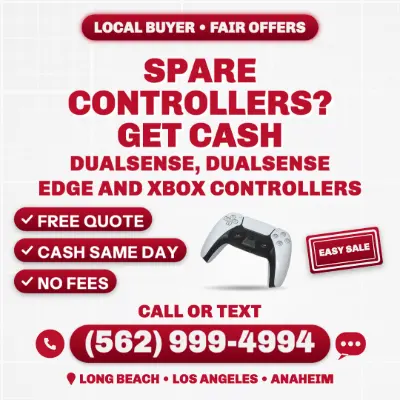 LOCAL BUYER • FAIR OFFERS
SPARE
CONTROLLERS?
GET CASH
DUALSENSE, DUALSENSE
EDGE AND XBOX CONTROLLERS
FREE QUOTE
CASH SAME DAY
NO FEES
EASY SALE
CALL OR TEXT
(562) 999-4994
LONG BEACH • LOS ANGELES • ANAHEIM